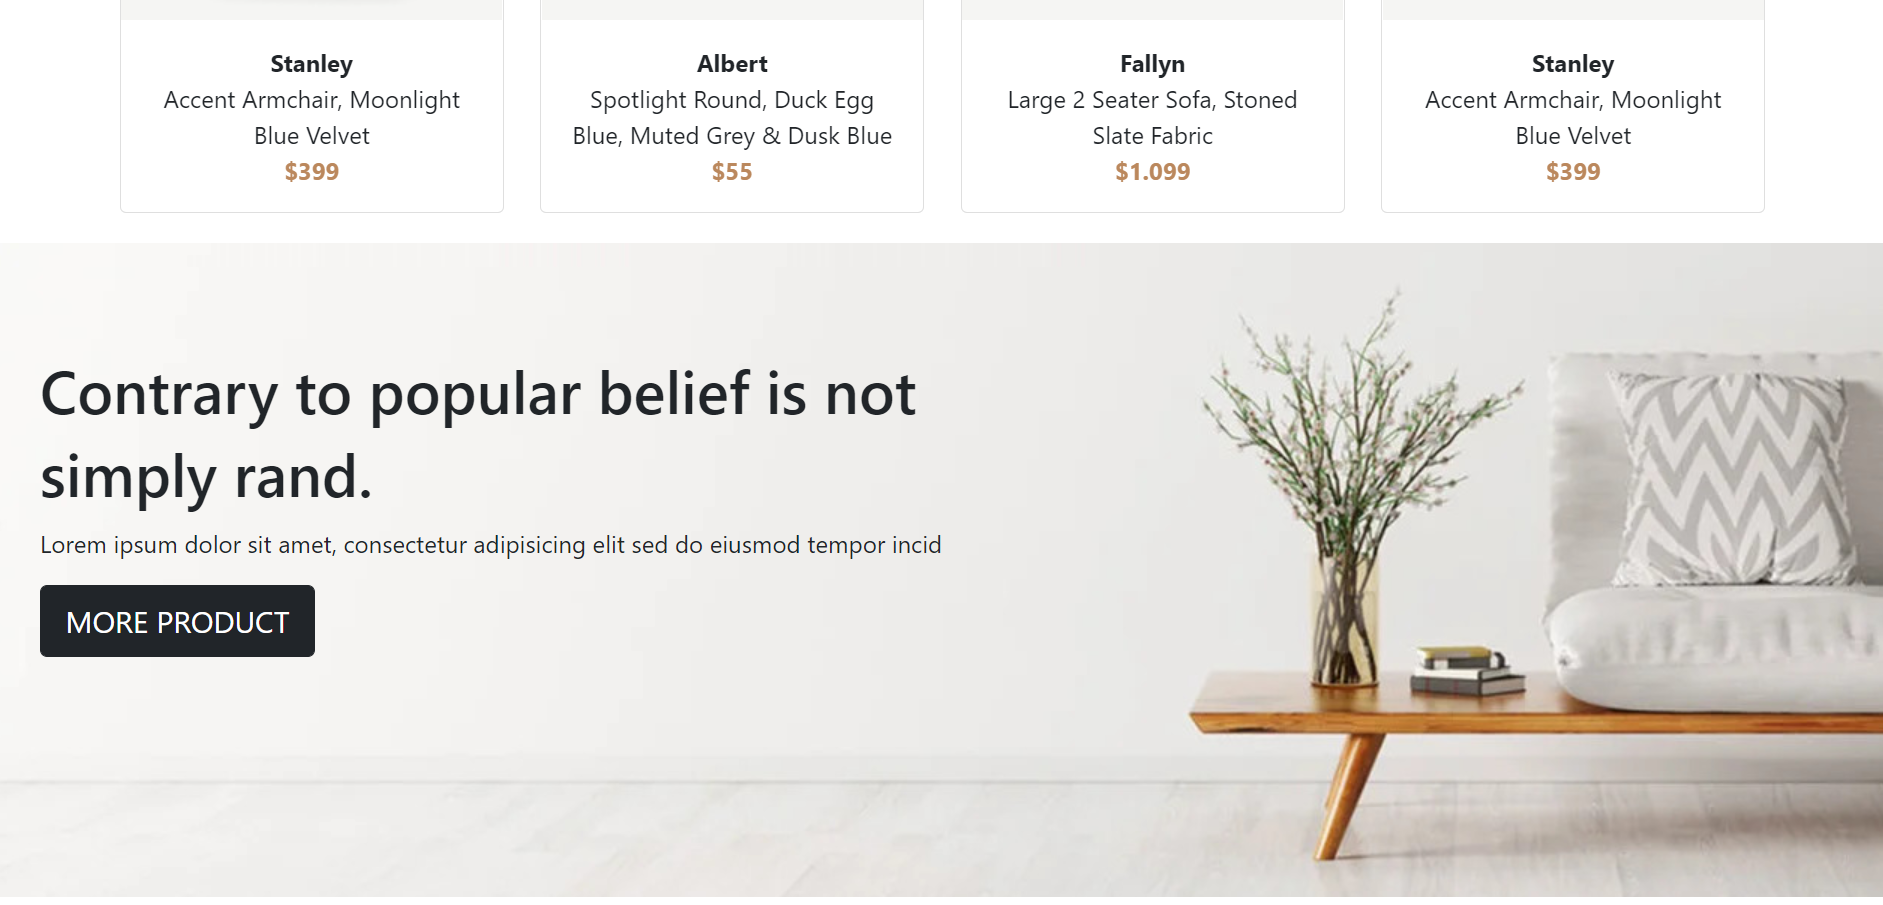 Stanley
Accent Armchair, Moonlight
Blue Velvet
$399
Albert
Spotlight Round, Duck Egg
Blue, Muted Grey & Dusk Blue
$55
Fallyn
Large 2 Seater Sofa, Stoned
Slate Fabric
$1.099
Stanley
Accent Armchair, Moonlight
Blue Velvet
$399
Contrary to popular belief is not
simply rand.
Lorem ipsum dolor sit amet, consectetur adipisicing elit sed do eiusmod tempor incid
MORE PRODUCT